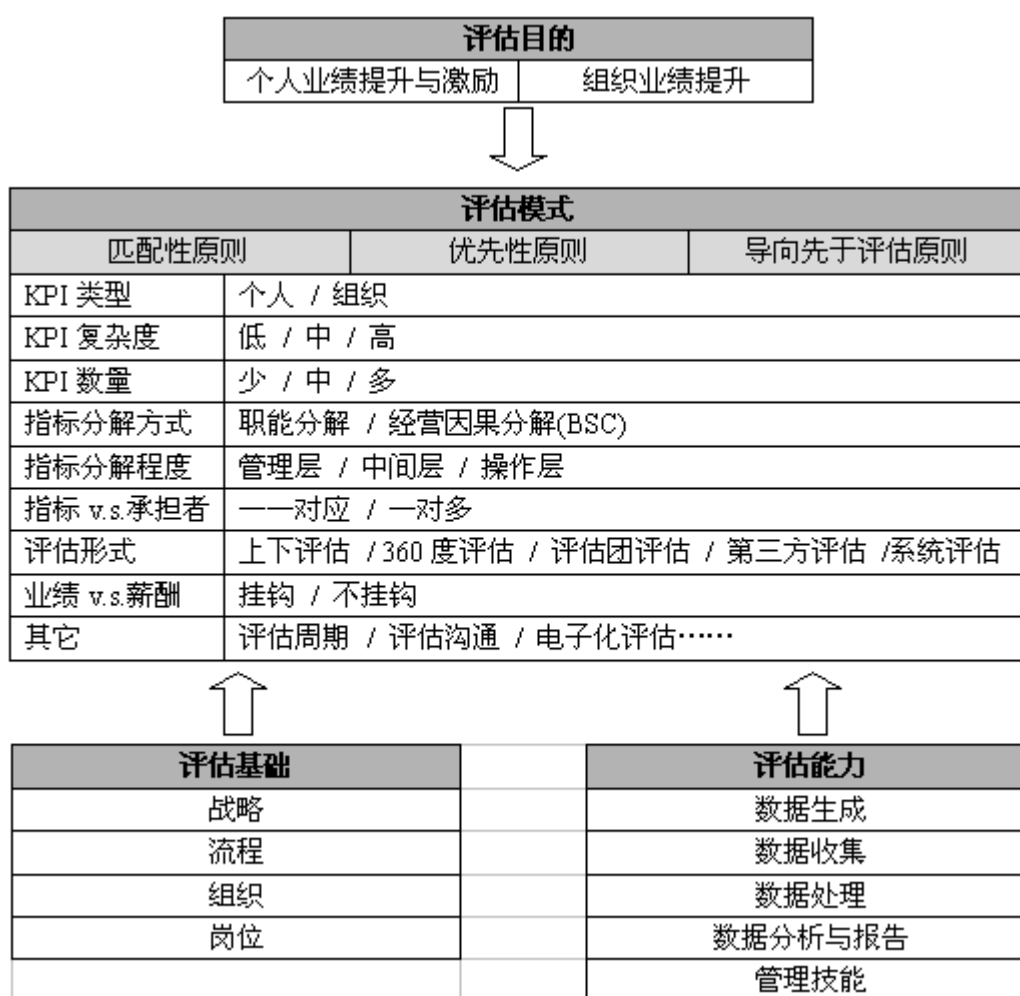 评估目的
个人业绩提升与激励 组织业绩提升
评估模式
匹配性原则 优先性原则 导向先于评估原则
KPI 类型 个人 / 组织
KPI 复杂度 低 / 中 / 高
KPI 数量 少 / 中 / 多
指标分解方式 职能分解 / 经营因果分解(BSC)
指标分解程度 管理层 / 中间层 / 操作层
指标 v.s.承担者 一一对应 / 一对多
评估形式 上下评估 / 360 度评估 / 评估团评估 / 第三方评估 /系统评估
业绩 v.s.薪酬 挂钩 / 不挂钩
其它 评估周期 / 评估沟通 / 电子化评估……
评估基础 评估能力
战略 数据生成
流程 数据收集
组织 数据处理
岗位 数据分析与报告
管理技能